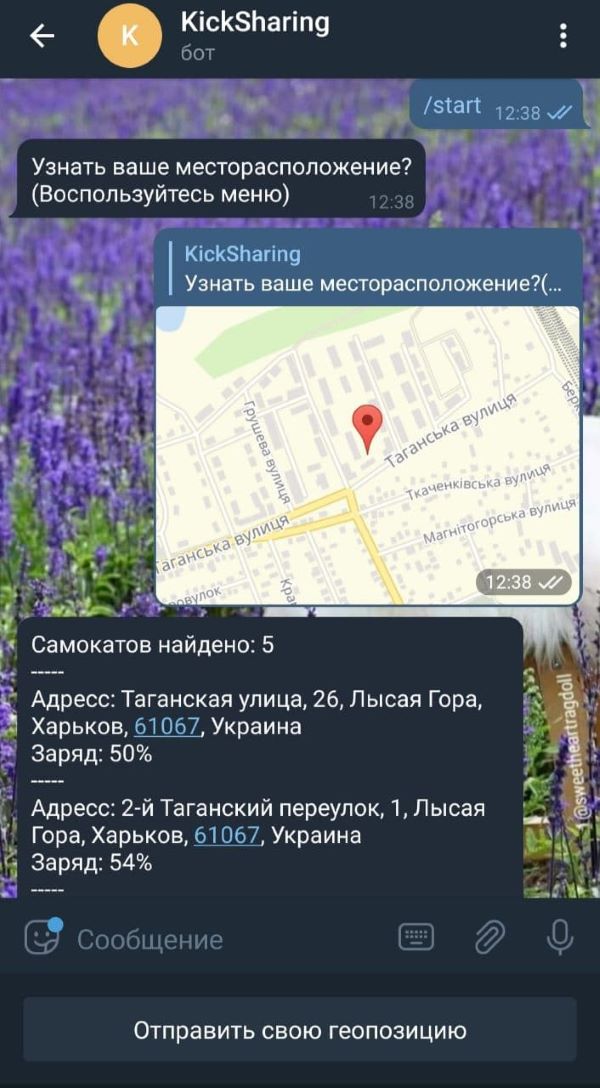 K
KickSharing
бот
/start
12:38
Узнать ваше месторасположение?
(Воспользуйтесь меню)
12:38
KickSharing
Узнать ваше месторасположение?(...
Грушева вулиця
Таганська вулиця
Бер
Ткаченківська вулиця
Магнітогорська вулиця
Таганська вулиця
ровулок
Кра
12:38
Самокатов найдено: 5
-----
Адресс: Таганская улица, 26, Лысая Гора,
Харьков, 61067, Украина
Заряд: 50%
-----
Адресс: 2-й Таганский переулок, 1, Лысая
Гора, Харьков, 61067, Украина
Заряд: 54%
-----
@sweetheartragdoll
Сообщение
Отправить свою геопозицию